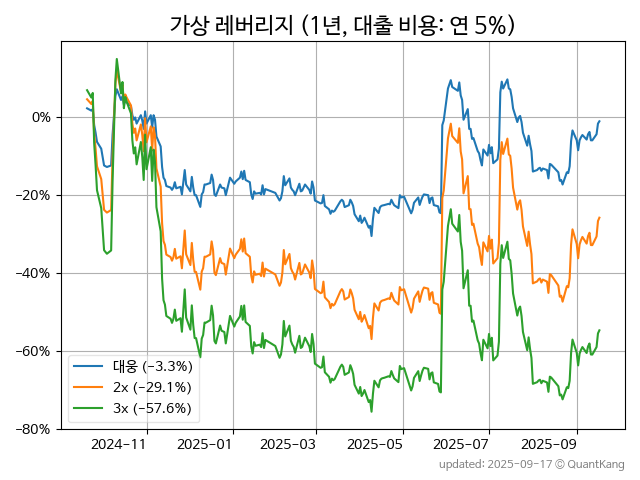 가상 레버리지 (1년, 대출 비용: 연 5%)
0%
−20%
−40%
−60%
−80%
대웅 (−3.3%)
2x (−29.1%)
3x (−57.6%)
2024-11
2025-01
2025-03
2025-05
2025-07
2025-09
updated: 2025-09-17 © QuantKang